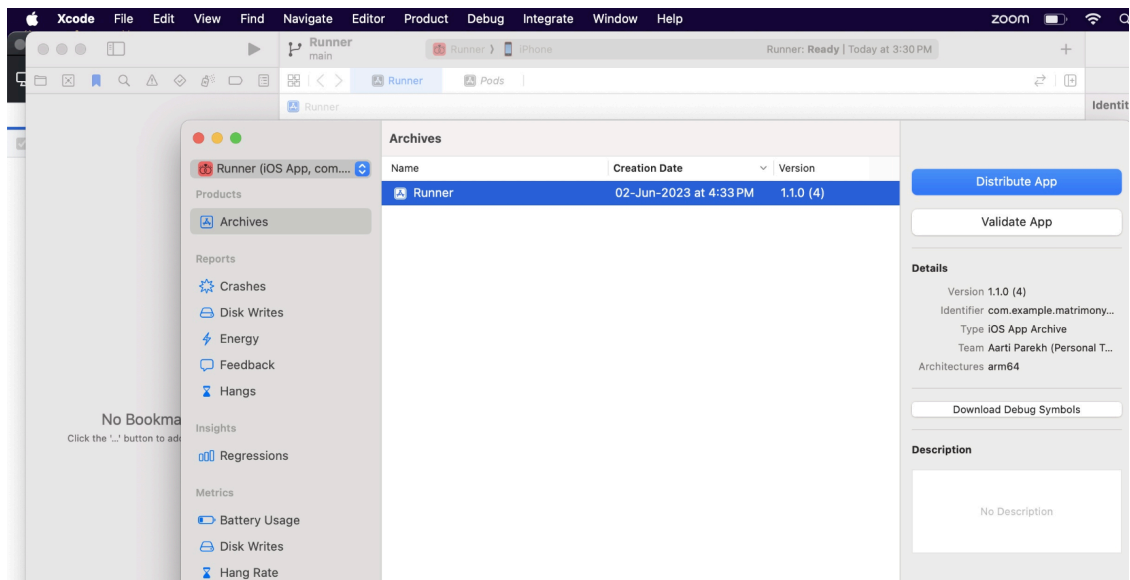 Xcode File Edit View Find Navigate Editor Product Debug Integrate Window Help zoom
Runner
main
Runner iPhone
Runner: Ready | Today at 3:30 PM
Runner Pods
Runner
Identit
Archives
Runner (iOS App, com....
Name Creation Date Version
Runner 02-Jun-2023 at 4:33 PM 1.1.0 (4)
Products
Archives
Reports
Crashes
Disk Writes
Energy
Feedback
Hangs
Insights
Regressions
Metrics
Battery Usage
Disk Writes
Hang Rate
No Bookma
Click the '...' button to add
Distribute App
Validate App
Details
Version 1.1.0 (4)
Identifier com.example.matrimony...
Type iOS App Archive
Team Aarti Parekh (Personal T...
Architectures arm64
Download Debug Symbols
Description
No Description